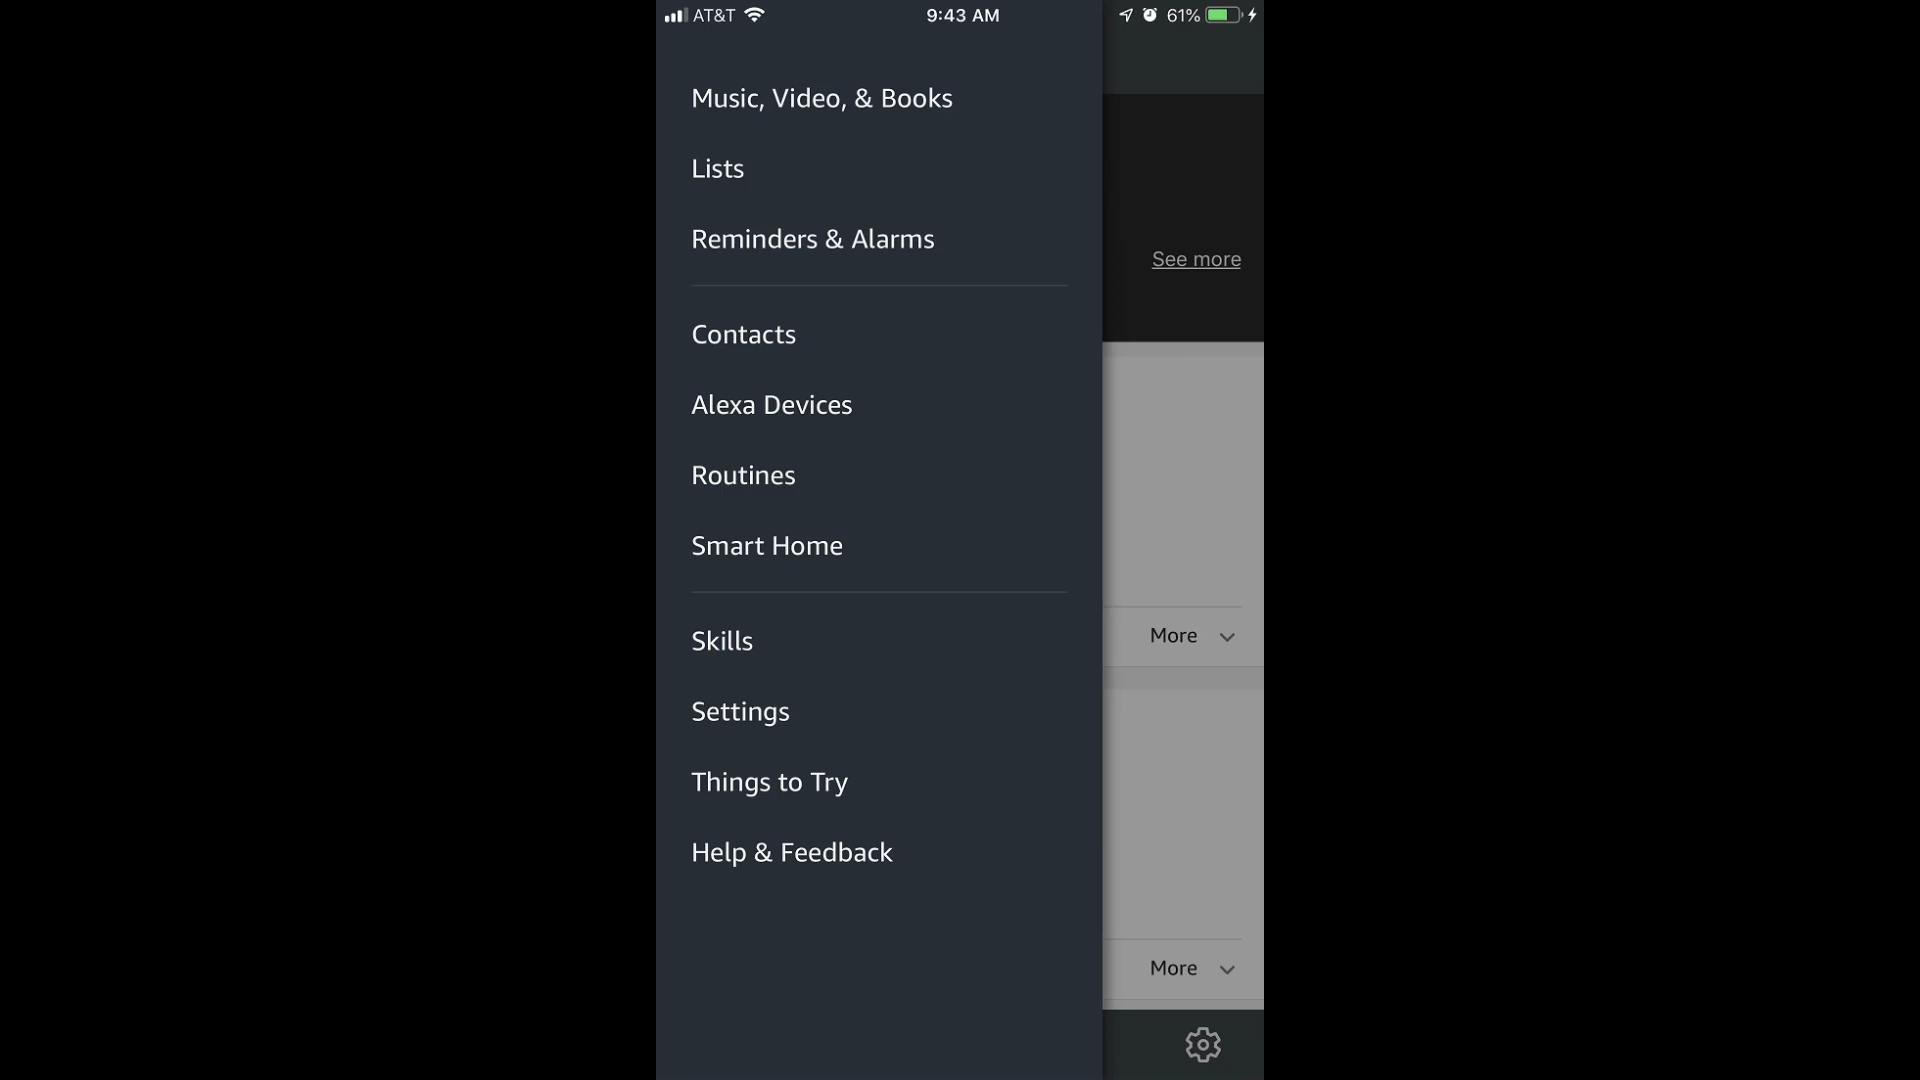 AT&T 9:43 AM 61%
Music, Video, & Books
Lists
Reminders & Alarms
See more
Contacts
Alexa Devices
Routines
Smart Home
More
Skills
Settings
Things to Try
Help & Feedback
More